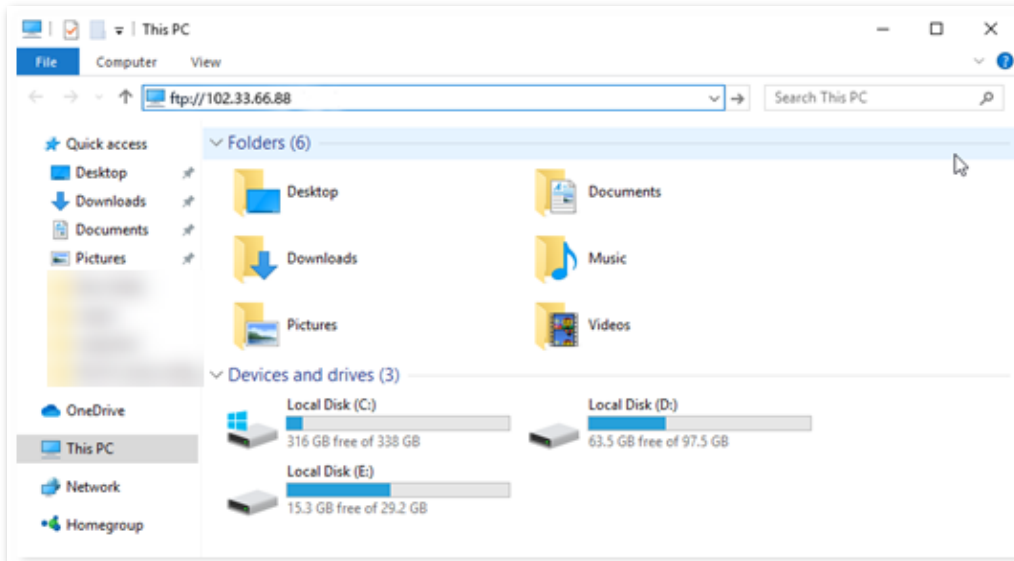 This PC
File Computer View
ftp://102.33.66.88 Search This PC
Quick access
Desktop
Downloads
Documents
Pictures
OneDrive
This PC
Network
Homegroup
Folders (6)
Desktop Documents
Downloads Music
Pictures Videos
Devices and drives (3)
Local Disk (C:) Local Disk (D:)
316 GB free of 338 GB 63.5 GB free of 97.5 GB
Local Disk (E:)
15.3 GB free of 29.2 GB